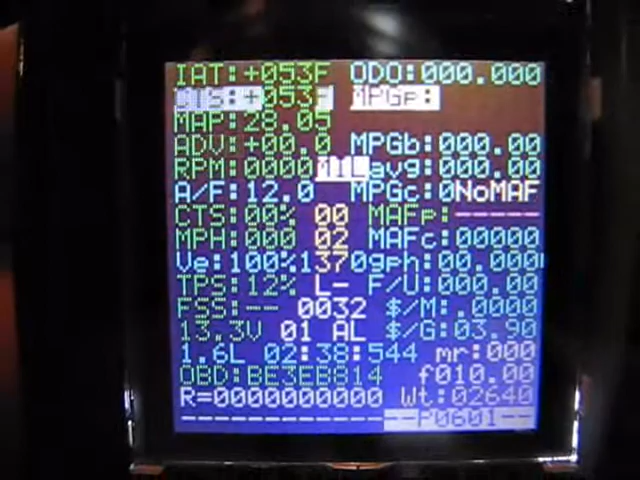 IAT:+053F ODO:000.000
CTS:+053F MPGp:
MAP:28.05
ADV:+00.0 MPGb:000.00
RPM:0000 avg:000.00
A/F:12.0 MPGc:0NoMAF
CTS:00% 00 MAFp:-----
MPH:000 02 MAFc:00000
Ve:100%1370gph:00.000
TPS:12% L- F/U:000.00
FSS:-- 0032 $/M:.0000
13.3V 01 AL $/G:03.90
1.6L 02:38:544 mr:000
OBD:BE3EB814 f010.00
R=0000000000 Wt:02640
--P0601--